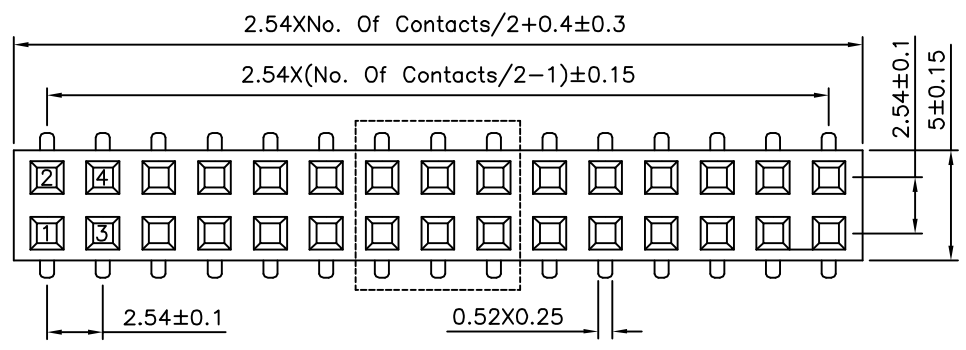 2.54XNo. Of Contacts/2+0.4±0.3
2.54X(No. Of Contacts/2-1)±0.15
2.54±0.1
5±0.15
2 4
1 3
2.54±0.1
0.52X0.25